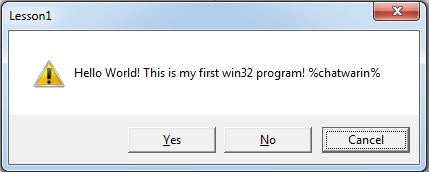 Lesson1
Hello World! This is my first win32 program! %chatwarin%
Yes No Cancel